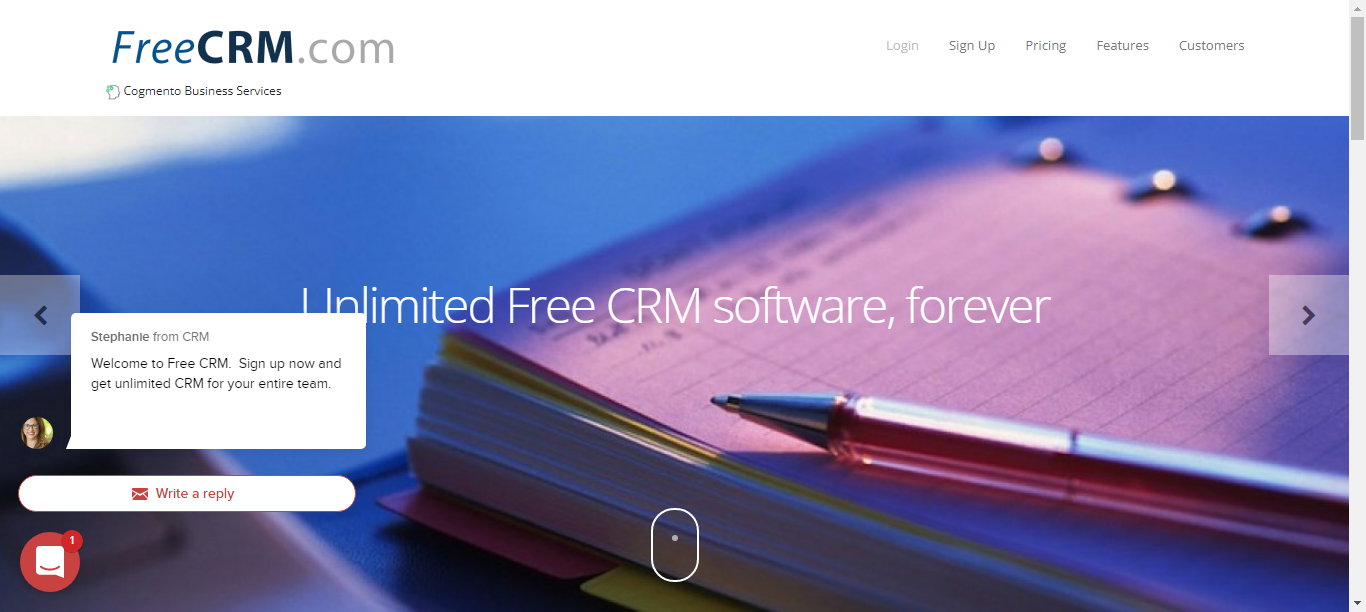 FreeCRM.com
Login Sign Up Pricing Features Customers
Cogmento Business Services
Unlimited Free CRM software, forever
Stephanie from CRM
Welcome to Free CRM. Sign up now and
get unlimited CRM for your entire team.
Write a reply
1